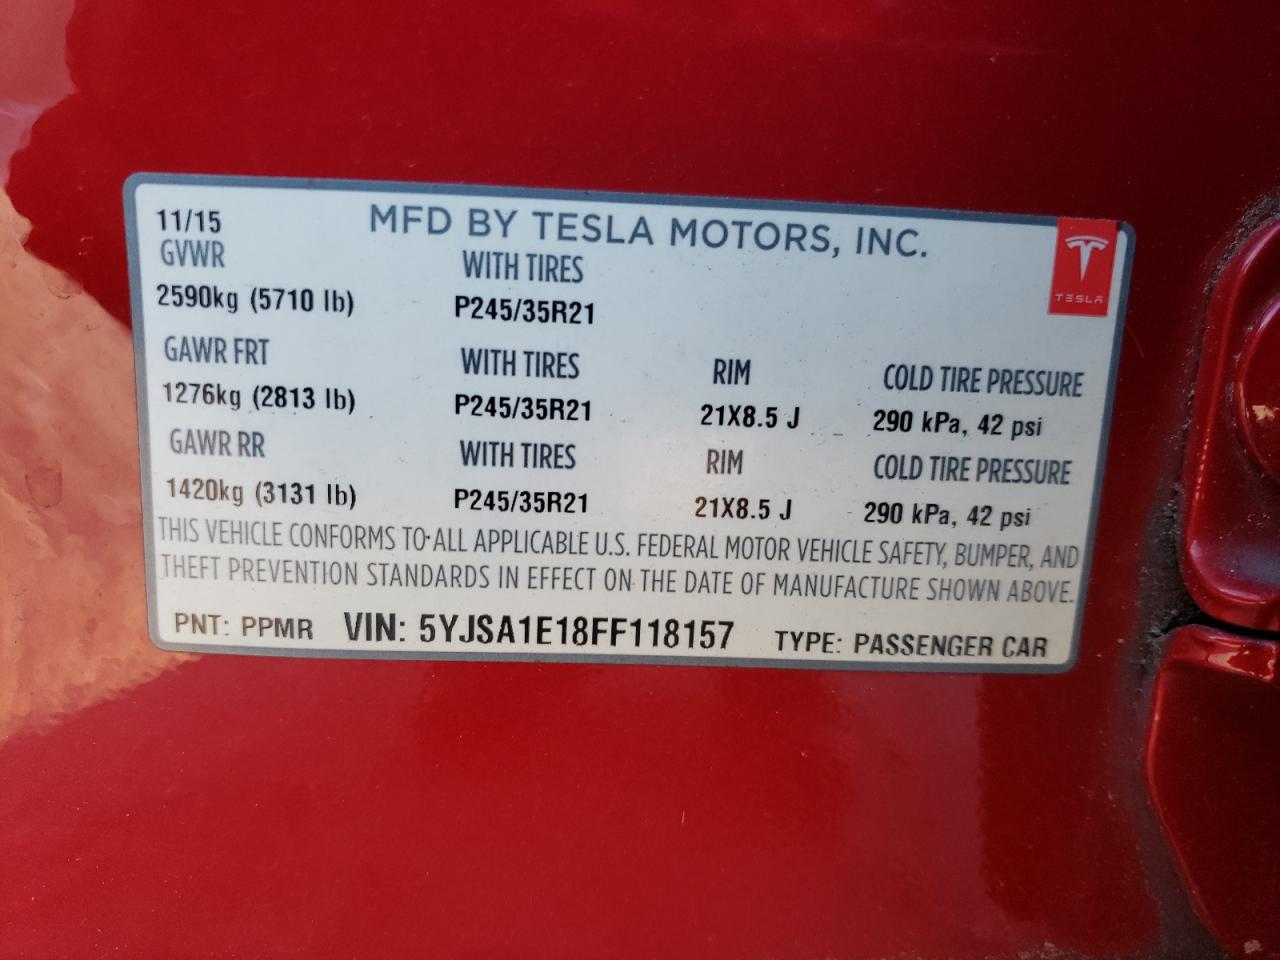 11/15 MFD BY TESLA MOTORS, INC.
TESLA
GVWR WITH TIRES
2590kg (5710 lb) P245/35R21
GAWR FRT WITH TIRES RIM COLD TIRE PRESSURE
1276kg (2813 lb) P245/35R21 21X8.5 J 290 kPa, 42 psi
GAWR RR WITH TIRES RIM COLD TIRE PRESSURE
1420kg (3131 lb) P245/35R21 21X8.5 J 290 kPa, 42 psi
THIS VEHICLE CONFORMS TO ALL APPLICABLE U.S. FEDERAL MOTOR VEHICLE SAFETY, BUMPER, AND
THEFT PREVENTION STANDARDS IN EFFECT ON THE DATE OF MANUFACTURE SHOWN ABOVE.
PNT: PPMR VIN: 5YJSA1E18FF118157 TYPE: PASSENGER CAR